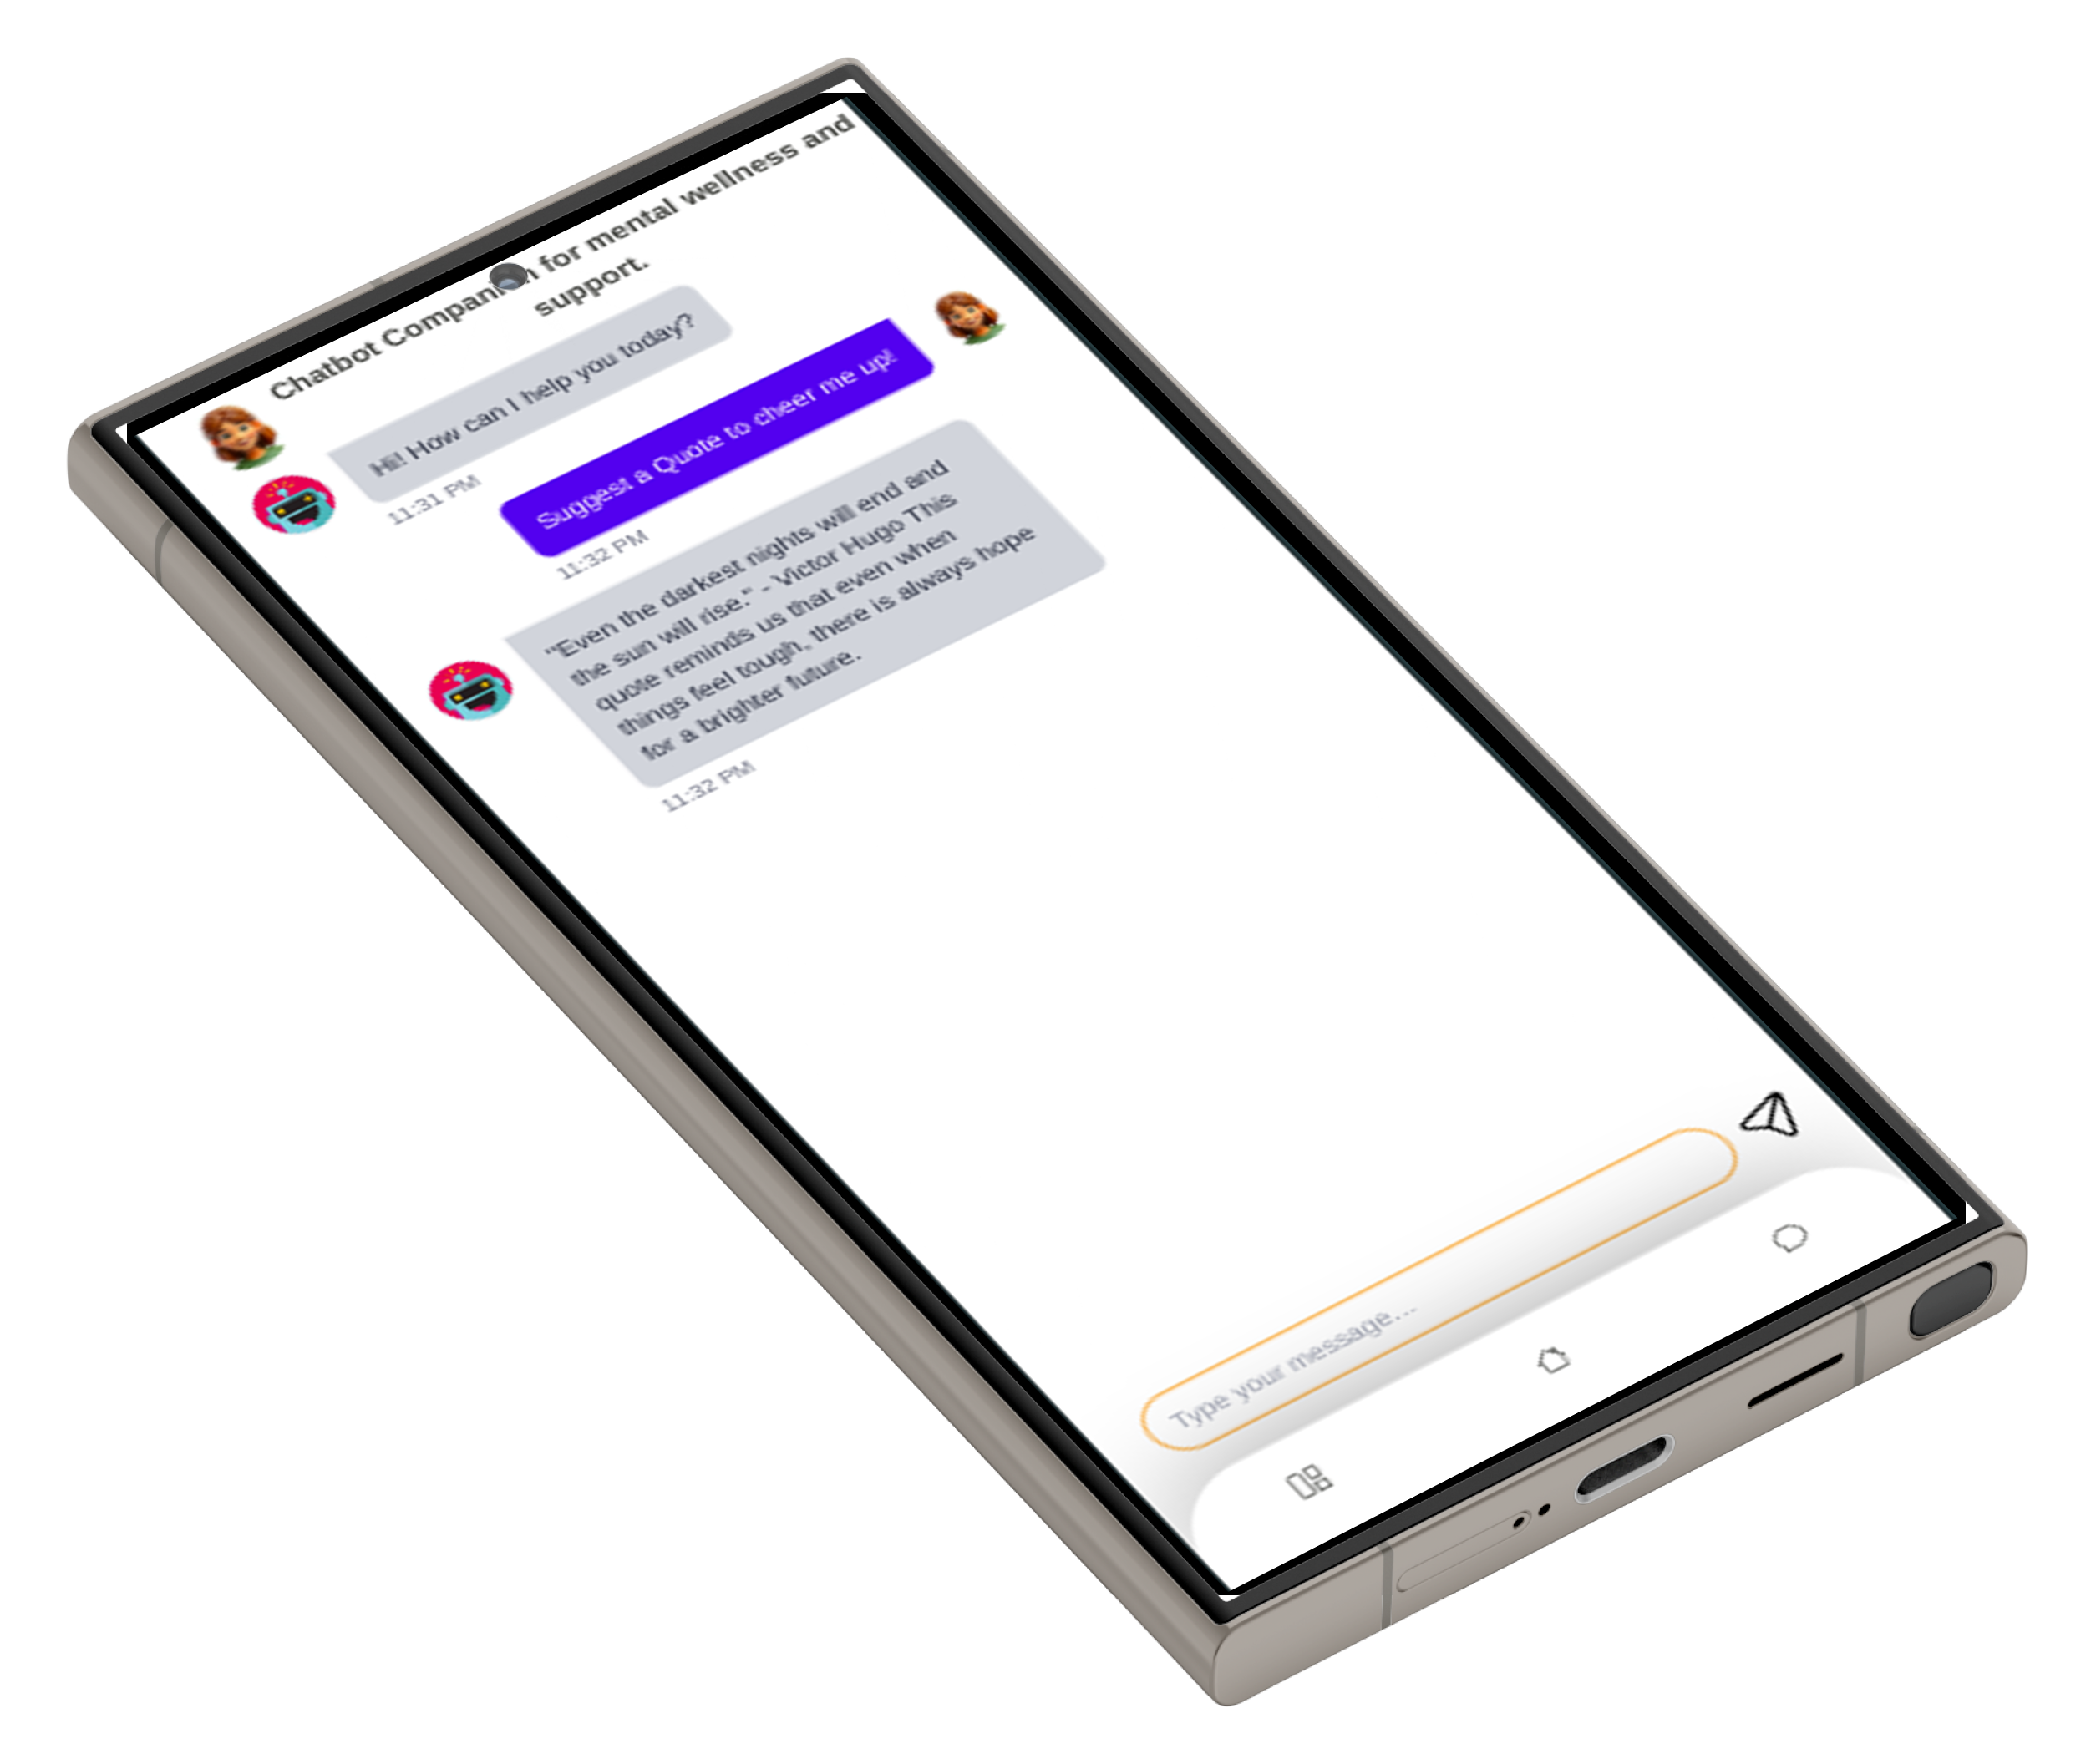 Chatbot Companion for mental wellness and
support.
Hi! How can I help you today?
11:31 PM
Suggest a Quote to cheer me up!
11:32 PM
"Even the darkest nights will end and
the sun will rise." - Victor Hugo This
quote reminds us that even when
things feel tough, there is always hope
for a brighter future.
11:32 PM
Type your message...